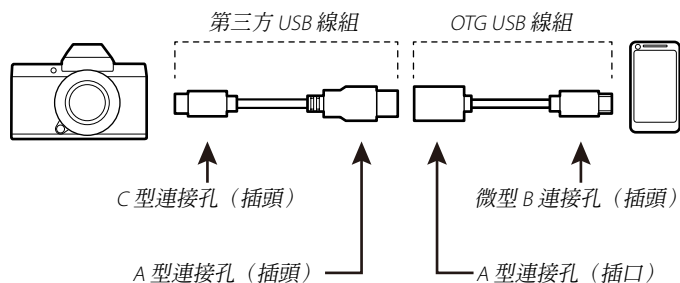 第三方 USB 線組
OTG USB 線組
C 型連接孔（插頭）
微型 B 連接孔（插頭）
A 型連接孔（插頭）
A 型連接孔（插口）